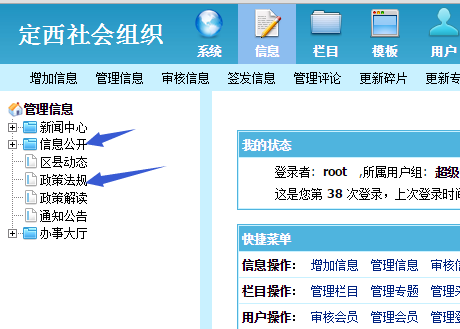 定西社会组织
系统 信息 栏目 模板 用户
增加信息 管理信息 审核信息 签发信息 管理评论 更新碎片 更新专
管理信息
新闻中心
信息公开
区县动态
政策法规
政策解读
通知公告
办事大厅
我的状态
登录者: root ,所属用户组: 超级
这是您第 38 次登录，上次登录时间
快捷菜单
信息操作: 增加信息 管理信息 审核信
栏目操作: 管理栏目 管理专题 管理采
用户操作: 审核会员 管理会员 管理登